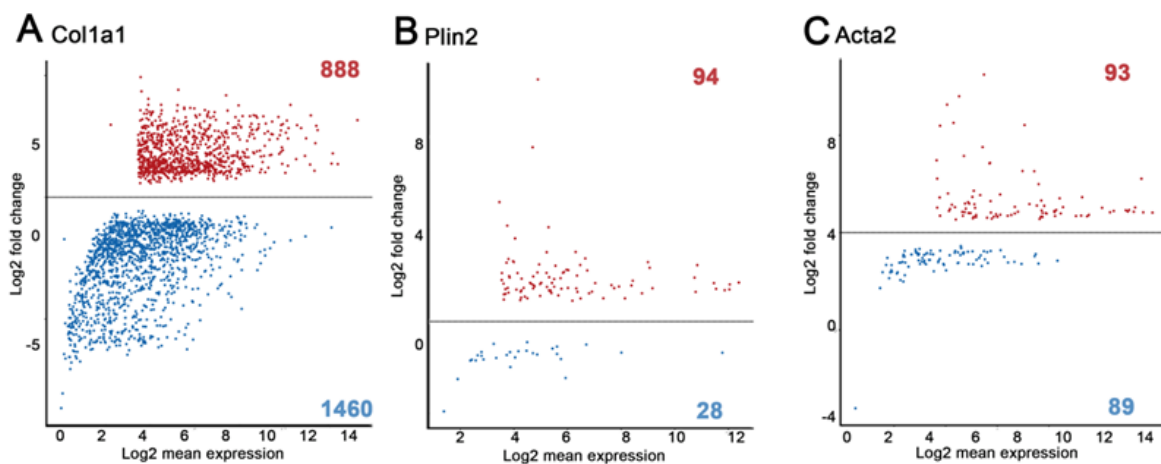 A Col1a1
888
5
0
-5
Log2 fold change
1460
0 2 4 6 8 10 12 14
Log2 mean expression
B Plin2
94
8
4
0
Log2 fold change
28
2 4 6 8 10 12
Log2 mean expression
C Acta2
93
8
4
0
-4
Log2 fold change
89
0 2 4 6 8 10 12 14
Log2 mean expression